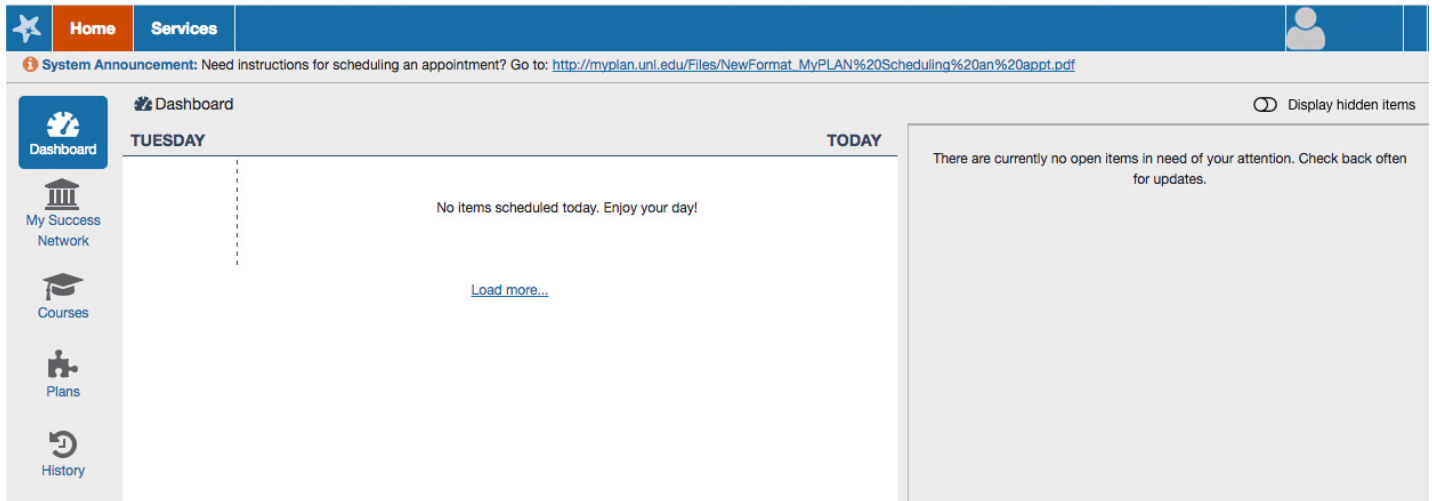 Home
Services
System Announcement: Need instructions for scheduling an appointment? Go to: http://myplan.unl.edu/Files/NewFormat_MyPLAN%20Scheduling%20an%20appt.pdf
Dashboard
My Success
Network
Courses
Plans
History
Dashboard
TUESDAY
TODAY
No items scheduled today. Enjoy your day!
Load more...
Display hidden items
There are currently no open items in need of your attention. Check back often
for updates.